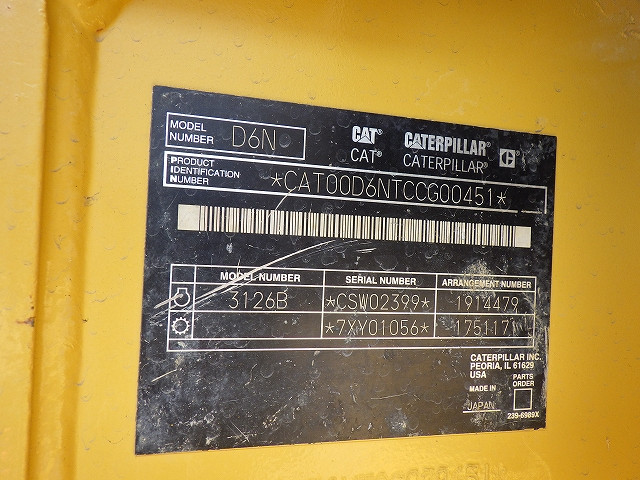 MODEL NUMBER D6N
CAT CATERPILLAR
CAT® CATERPILLAR®
PRODUCT IDENTIFICATION NUMBER *CAT00D6NTCCG00451*
MODEL NUMBER SERIAL NUMBER ARRANGEMENT NUMBER
3126B *CSW02399* 1914479
*7XY01056* 1751171
CATERPILLAR INC.
PEORIA, IL 61629
USA
MADE IN JAPAN
PARTS ORDER
239-6989X